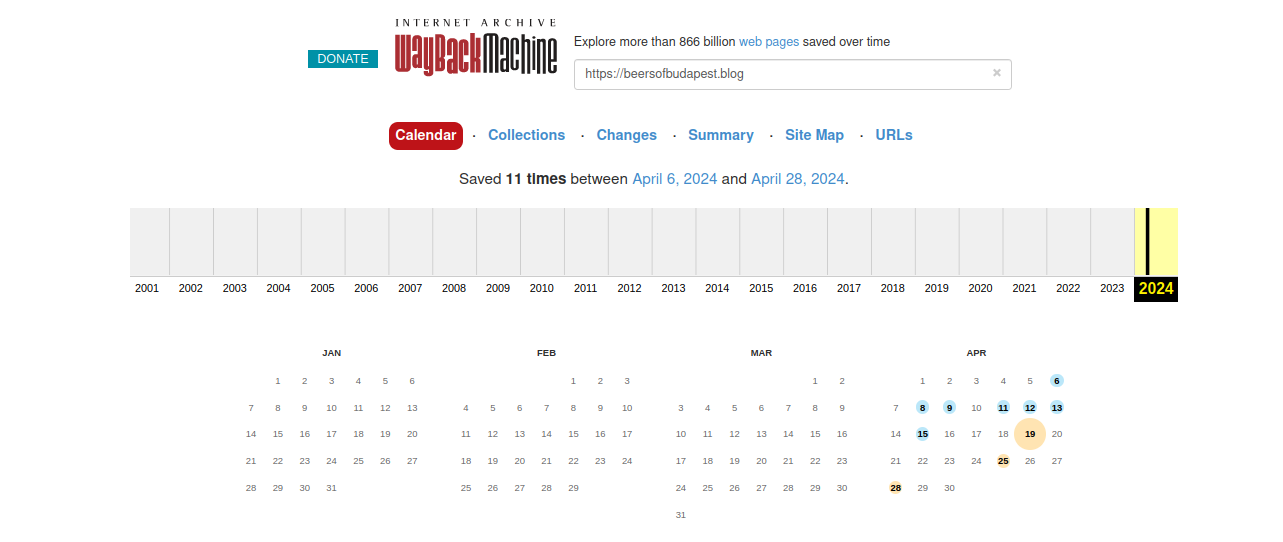 INTERNET ARCHIVE
DONATE
WayBackMachine
Explore more than 866 billion web pages saved over time
https://beersofbudapest.blog ×
Calendar · Collections · Changes · Summary · Site Map · URLs
Saved 11 times between April 6, 2024 and April 28, 2024.
2001 2002 2003 2004 2005 2006 2007 2008 2009 2010 2011 2012 2013 2014 2015 2016 2017 2018 2019 2020 2021 2022 2023 2024
JAN
1 2 3 4 5 6
7 8 9 10 11 12 13
14 15 16 17 18 19 20
21 22 23 24 25 26 27
28 29 30 31
FEB
1 2 3
4 5 6 7 8 9 10
11 12 13 14 15 16 17
18 19 20 21 22 23 24
25 26 27 28 29
MAR
1 2
3 4 5 6 7 8 9
10 11 12 13 14 15 16
17 18 19 20 21 22 23
24 25 26 27 28 29 30
31
APR
1 2 3 4 5 6
7 8 9 10 11 12 13
14 15 16 17 18 19 20
21 22 23 24 25 26 27
28 29 30